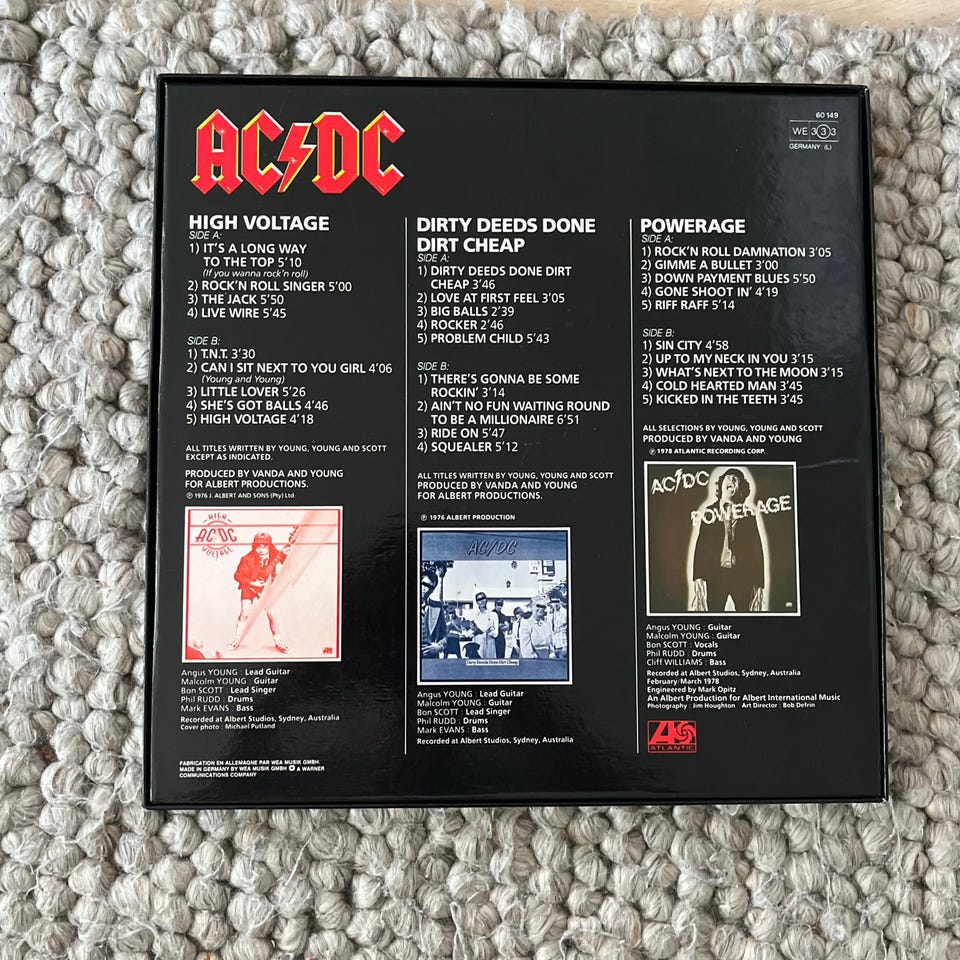 AC⚡DC
60 149
WE 333
GERMANY: (L)
HIGH VOLTAGE
SIDE A:
1) IT'S A LONG WAY
TO THE TOP 5'10
(If you wanna rock'n roll)
2) ROCK'N ROLL SINGER 5'00
3) THE JACK 5'50
4) LIVE WIRE 5'45
SIDE B:
1) T.N.T. 3'30
2) CAN I SIT NEXT TO YOU GIRL 4'06
(Young and Young)
3) LITTLE LOVER 5'26
4) SHE'S GOT BALLS 4'46
5) HIGH VOLTAGE 4'18
ALL TITLES WRITTEN BY YOUNG, YOUNG AND SCOTT
EXCEPT AS INDICATED.
PRODUCED BY VANDA AND YOUNG
FOR ALBERT PRODUCTIONS.
℗ 1976 J. ALBERT AND SONS (Pty) Ltd.
HIGH
AC⚡DC
VOLTAGE
Angus YOUNG : Lead Guitar
Malcolm YOUNG : Guitar
Bon SCOTT : Lead Singer
Phil RUDD : Drums
Mark EVANS : Bass
Recorded at Albert Studios, Sydney, Australia
Cover photo : Michael Putland
FABRICATION EN ALLEMAGNE PAR WEA MUSIK GMBH.
MADE IN GERMANY BY WEA MUSIK GMBH A WARNER
COMMUNICATIONS COMPANY
DIRTY DEEDS DONE
DIRT CHEAP
SIDE A:
1) DIRTY DEEDS DONE DIRT
CHEAP 3'46
2) LOVE AT FIRST FEEL 3'05
3) BIG BALLS 2'39
4) ROCKER 2'46
5) PROBLEM CHILD 5'43
SIDE B:
1) THERE'S GONNA BE SOME
ROCKIN' 3'14
2) AIN'T NO FUN WAITING ROUND
TO BE A MILLIONAIRE 6'51
3) RIDE ON 5'47
4) SQUEALER 5'12
ALL TITLES WRITTEN BY YOUNG, YOUNG AND SCOTT
PRODUCED BY VANDA AND YOUNG
FOR ALBERT PRODUCTIONS.
℗ 1976 ALBERT PRODUCTION
AC/DC
Dirty Deeds Done Dirt Cheap
Angus YOUNG : Lead Guitar
Malcolm YOUNG : Guitar
Bon SCOTT : Lead Singer
Phil RUDD : Drums
Mark EVANS : Bass
Recorded at Albert Studios, Sydney, Australia
POWERAGE
SIDE A:
1) ROCK'N ROLL DAMNATION 3'05
2) GIMME A BULLET 3'00
3) DOWN PAYMENT BLUES 5'50
4) GONE SHOOT IN' 4'19
5) RIFF RAFF 5'14
SIDE B:
1) SIN CITY 4'58
2) UP TO MY NECK IN YOU 3'15
3) WHAT'S NEXT TO THE MOON 3'15
4) COLD HEARTED MAN 3'45
5) KICKED IN THE TEETH 3'45
ALL SELECTIONS BY YOUNG, YOUNG AND SCOTT
PRODUCED BY VANDA AND YOUNG
℗ 1978 ATLANTIC RECORDING CORP.
AC⚡DC
POWERAGE
Angus YOUNG : Guitar
Malcolm YOUNG : Guitar
Bon SCOTT : Vocals
Phil RUDD : Drums
Cliff WILLIAMS : Bass
Recorded at Albert Studios, Sydney, Australia
February/March 1978
Engineered by Mark Opitz
An Albert Production for Albert International Music
Photography : Jim Houghton Art Director : Bob Defrin
ATLANTIC